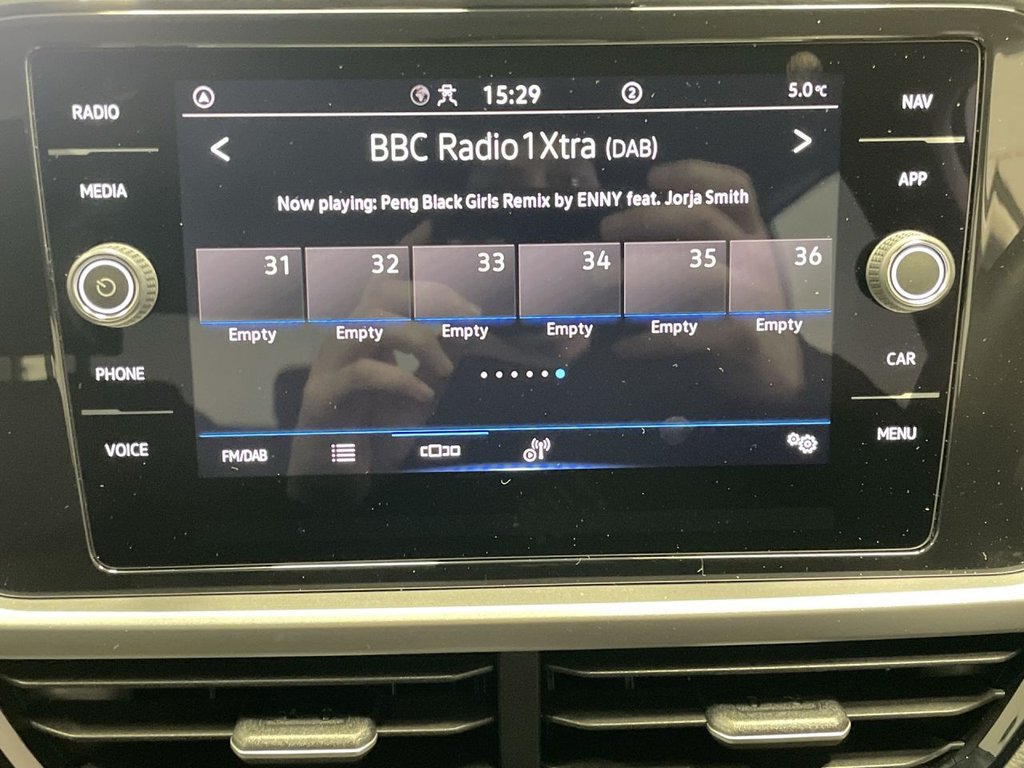 RADIO
MEDIA
PHONE
VOICE
A
15:29
2
5.0°C
< BBC Radio1Xtra (DAB) >
Now playing: Peng Black Girls Remix by ENNY feat. Jorja Smith
31 32 33 34 35 36
Empty Empty Empty Empty Empty Empty
FM/DAB
NAV
APP
CAR
MENU